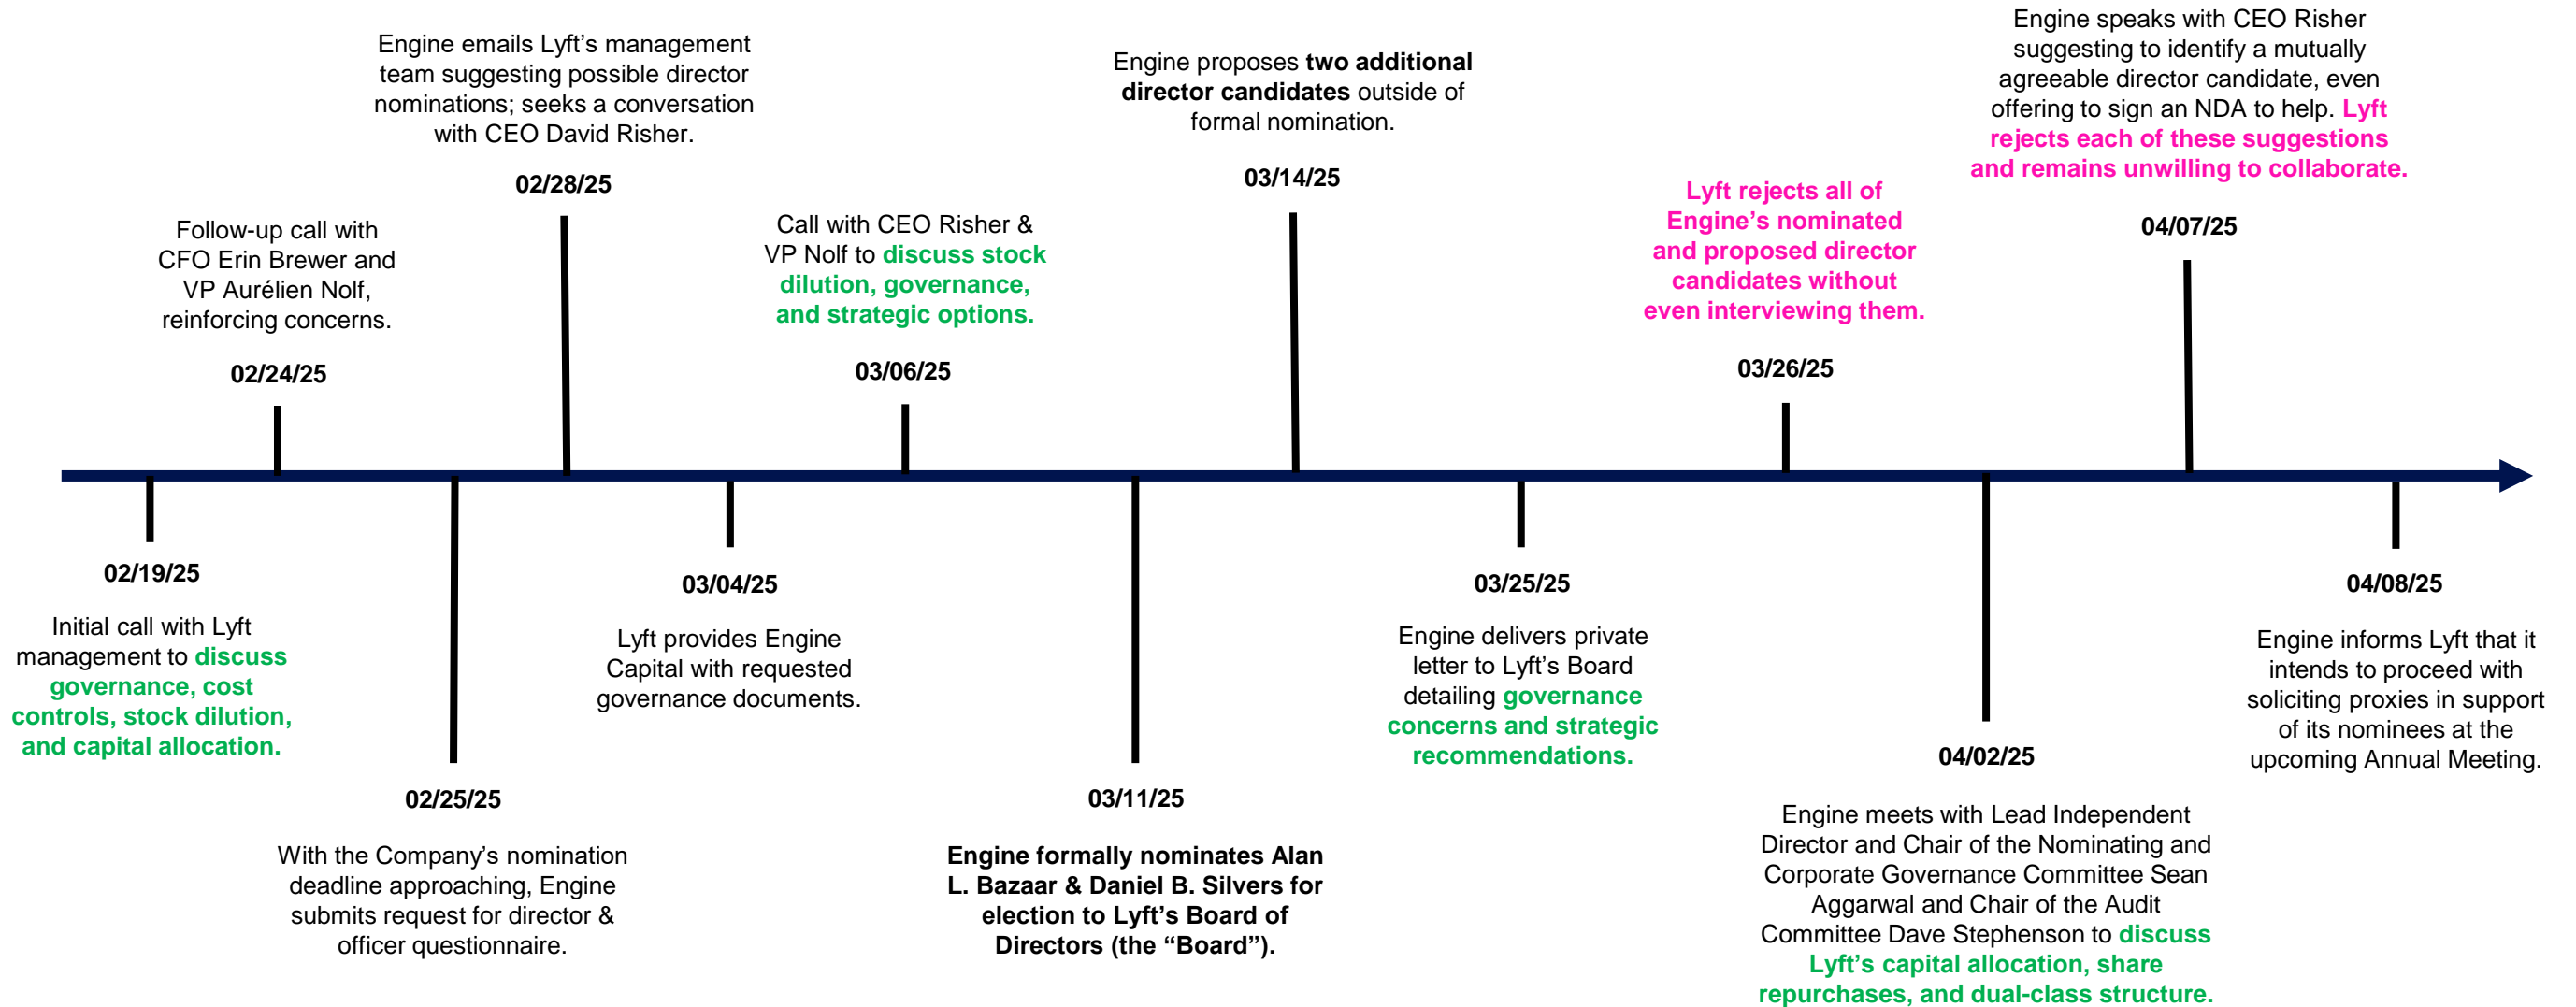 02/19/25
Initial call with Lyft
management to discuss
governance, cost
controls, stock dilution,
and capital allocation.
Follow-up call with
CFO Erin Brewer and
VP Aurélien Nolf,
reinforcing concerns.
02/24/25
02/25/25
With the Company’s nomination
deadline approaching, Engine
submits request for director &
officer questionnaire.
Engine emails Lyft’s management
team suggesting possible director
nominations; seeks a conversation
with CEO David Risher.
02/28/25
03/04/25
Lyft provides Engine
Capital with requested
governance documents.
Call with CEO Risher &
VP Nolf to discuss stock
dilution, governance,
and strategic options.
03/06/25
03/11/25
Engine formally nominates Alan
L. Bazaar & Daniel B. Silvers for
election to Lyft’s Board of
Directors (the “Board”).
Engine proposes two additional
director candidates outside of
formal nomination.
03/14/25
03/25/25
Engine delivers private
letter to Lyft’s Board
detailing governance
concerns and strategic
recommendations.
Lyft rejects all of
Engine’s nominated
and proposed director
candidates without
even interviewing them.
03/26/25
04/02/25
Engine meets with Lead Independent
Director and Chair of the Nominating and
Corporate Governance Committee Sean
Aggarwal and Chair of the Audit
Committee Dave Stephenson to discuss
Lyft’s capital allocation, share
repurchases, and dual-class structure.
Engine speaks with CEO Risher
suggesting to identify a mutually
agreeable director candidate, even
offering to sign an NDA to help. Lyft
rejects each of these suggestions
and remains unwilling to collaborate.
04/07/25
04/08/25
Engine informs Lyft that it
intends to proceed with
soliciting proxies in support
of its nominees at the
upcoming Annual Meeting.